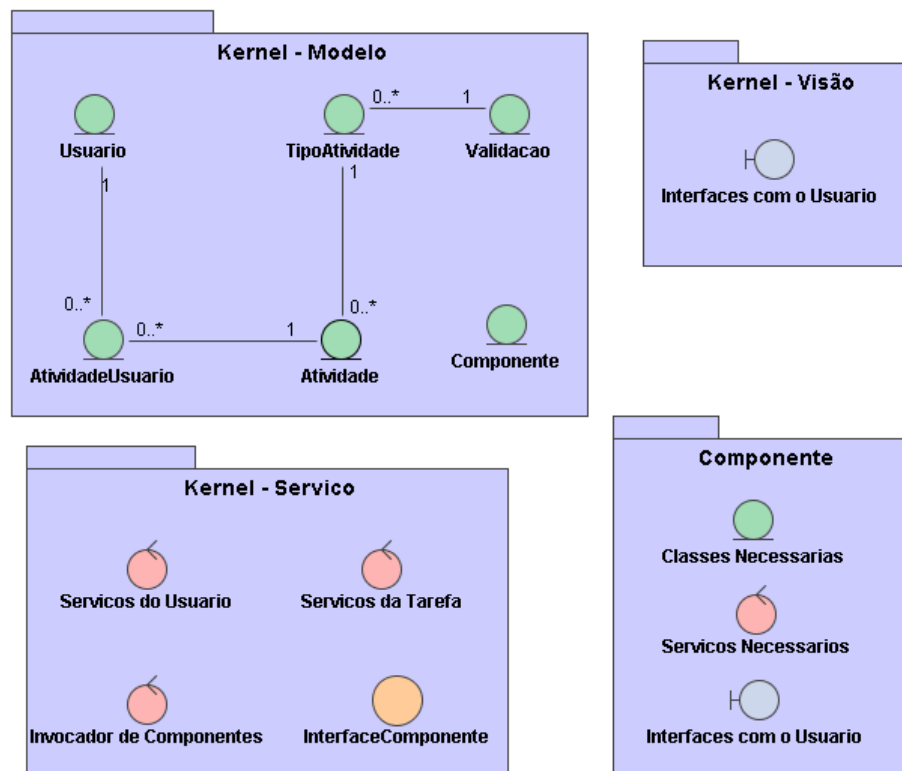 Kernel - Modelo
0..* 1
Usuario TipoAtividade Validacao
1 1
0..* 0..*
0..* 1
AtividadeUsuario Atividade Componente
Kernel - Visão
Interfaces com o Usuario
Kernel - Servico
Servicos do Usuario Servicos da Tarefa
Invocador de Componentes InterfaceComponente
Componente
Classes Necessarias
Servicos Necessarios
Interfaces com o Usuario